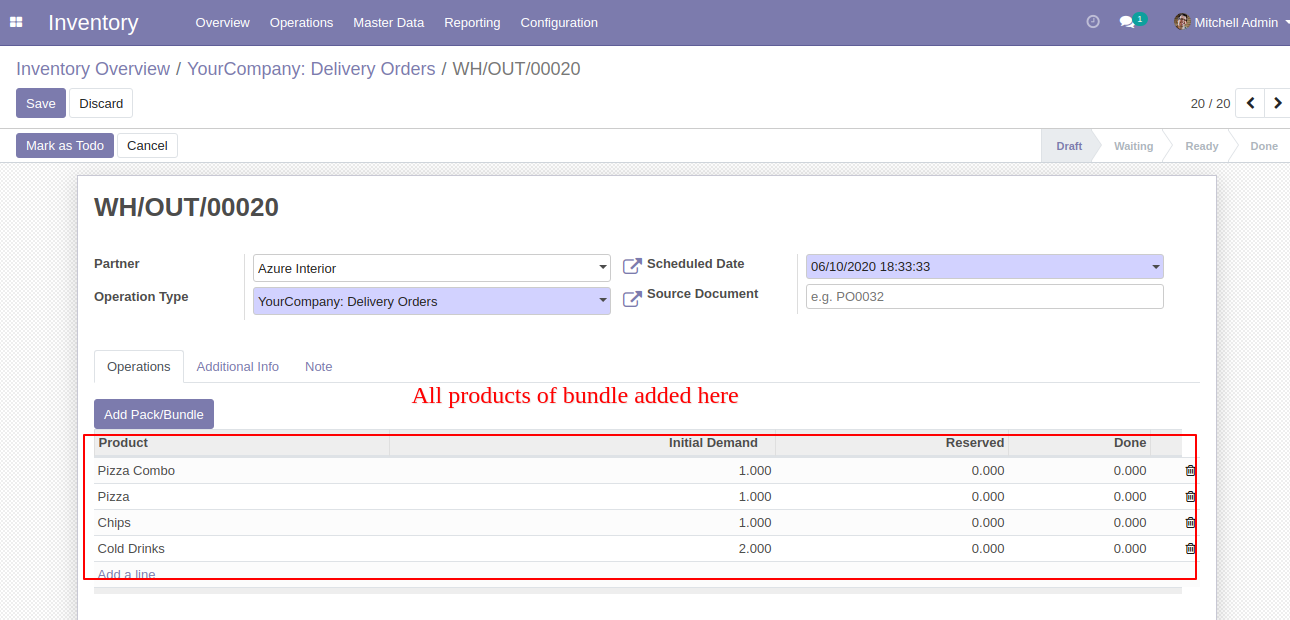 Inventory Overview Operations Master Data Reporting Configuration 1 Mitchell Admin
Inventory Overview / YourCompany: Delivery Orders / WH/OUT/00020
Save Discard 20 / 20
Mark as Todo Cancel Draft Waiting Ready Done
WH/OUT/00020
Partner Azure Interior Scheduled Date 06/10/2020 18:33:33
Operation Type YourCompany: Delivery Orders Source Document e.g. PO0032
Operations Additional Info Note
All products of bundle added here
Add Pack/Bundle
Product Initial Demand Reserved Done
Pizza Combo 1.000 0.000 0.000
Pizza 1.000 0.000 0.000
Chips 1.000 0.000 0.000
Cold Drinks 2.000 0.000 0.000
Add a line